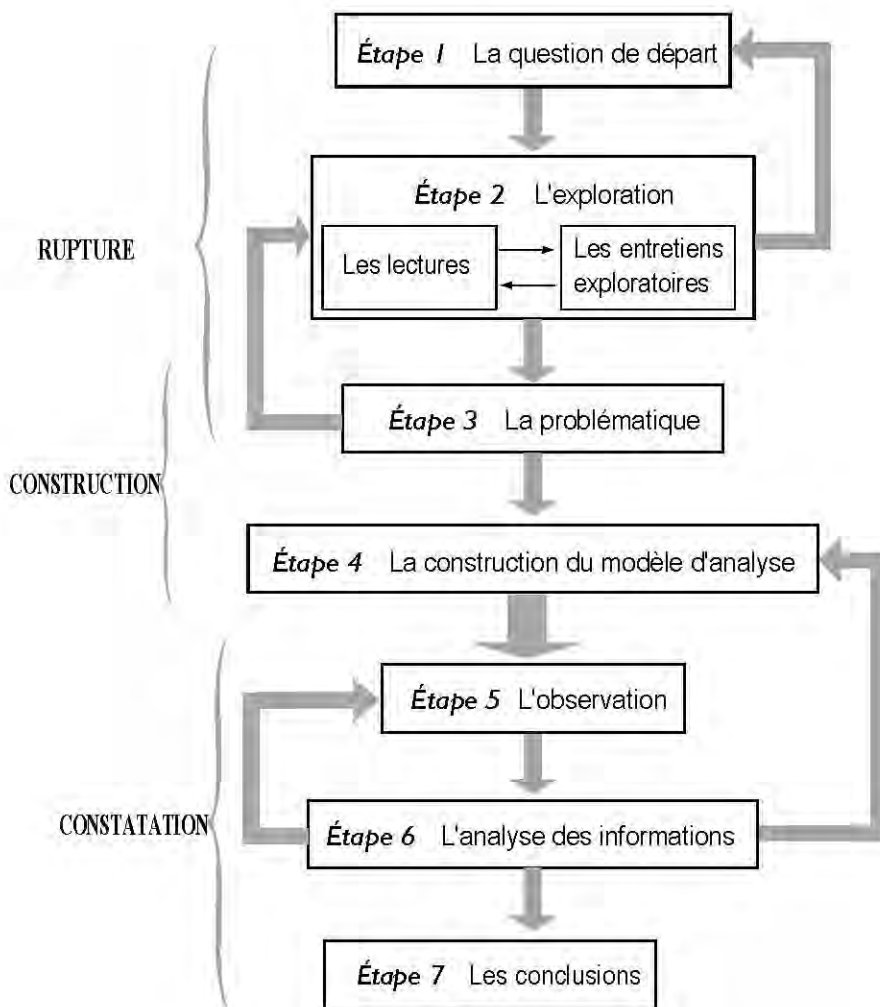 Étape 1 La question de départ
Étape 2 L'exploration
RUPTURE
Les lectures
Les entretiens
exploratoires
Étape 3 La problématique
CONSTRUCTION
Étape 4 La construction du modèle d'analyse
Étape 5 L'observation
CONSTATATION
Étape 6 L'analyse des informations
Étape 7 Les conclusions